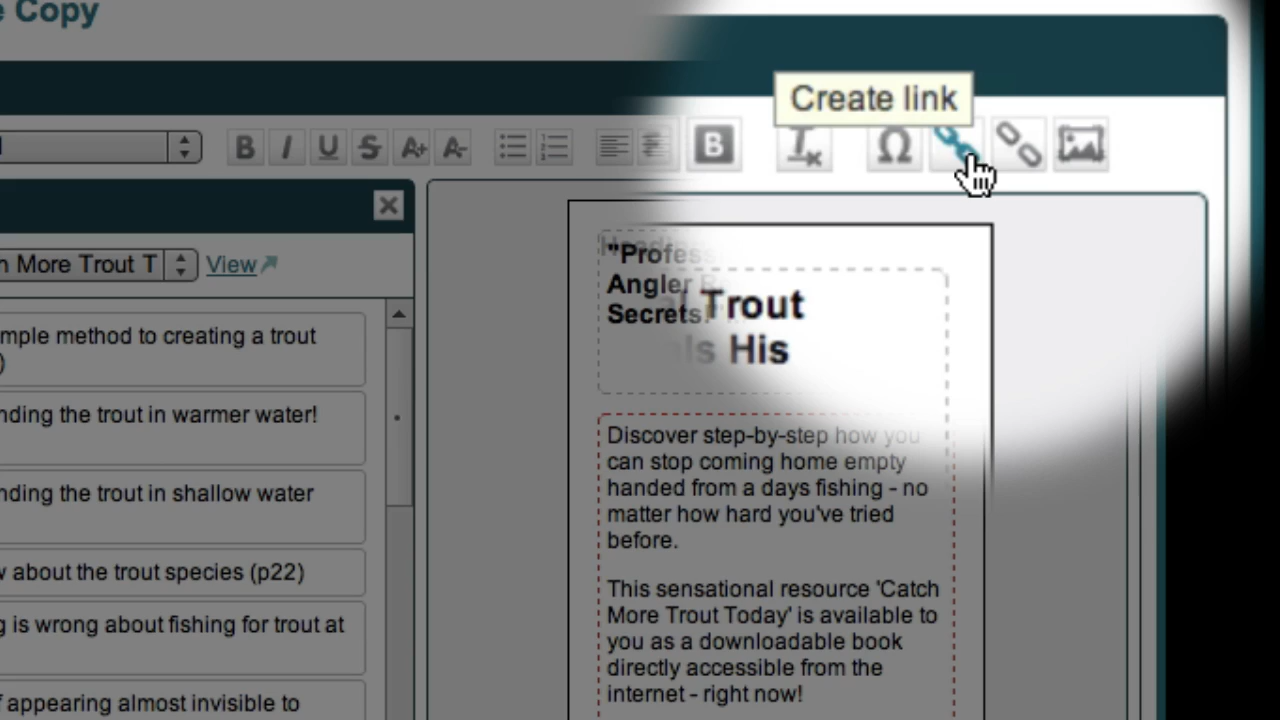 Copy
Create link
B I U S A+ A- B T Ω
More Trout T View
mple method to creating a trout
)
nding the trout in warmer water!
nding the trout in shallow water
about the trout species (p22)
is wrong about fishing for trout at
appearing almost invisible to
"Profes
Angler
Secrets!
Trout
ls His
Discover step-by-step how you
can stop coming home empty
handed from a days fishing - no
matter how hard you've tried
before.
This sensational resource 'Catch
More Trout Today' is available to
you as a downloadable book
directly accessible from the
internet - right now!